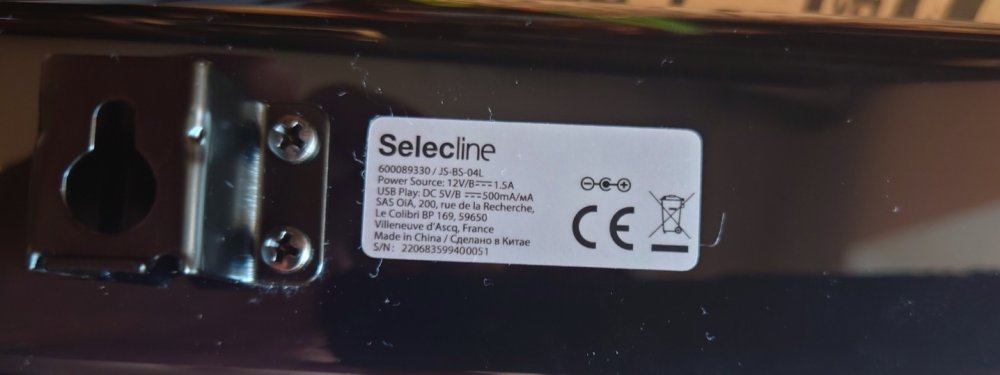 Selecline
600089330 / JS-BS-04L
Power Source: 12V/B⎓1.5A
USB Play: DC 5V/B⎓500mA/мA
SAS OIA, 200, rue de la Recherche,
Le Colibri BP 169, 59650
Villeneuve d'Ascq, France
Made in China / Сделано в Китае
S/N: 220683599400051
CE